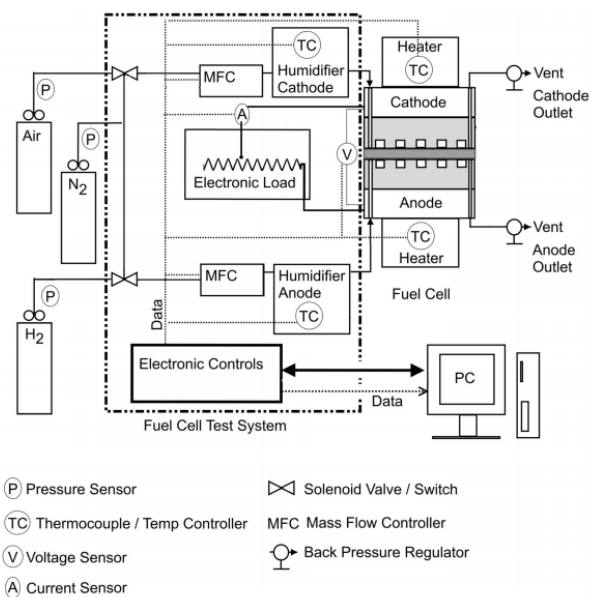 TC
Heater
TC
MFC
Humidifier
Cathode
Vent
Cathode
Outlet
P
Air
A
Cathode
P
N2
V
Electronic Load
Anode
Vent
Anode
Outlet
TC
Heater
MFC
Humidifier
Anode
TC
Fuel Cell
P
H2
Data
Electronic Controls
PC
Data
Fuel Cell Test System
P Pressure Sensor
Solenoid Valve / Switch
TC Thermocouple / Temp Controller
MFC Mass Flow Controller
V Voltage Sensor
Back Pressure Regulator
A Current Sensor